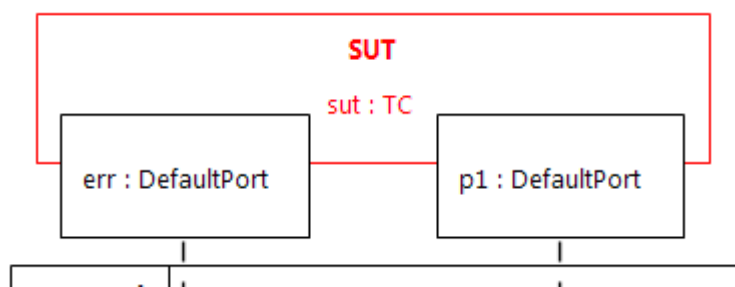 SUT
sut : TC
err : DefaultPort
p1 : DefaultPort